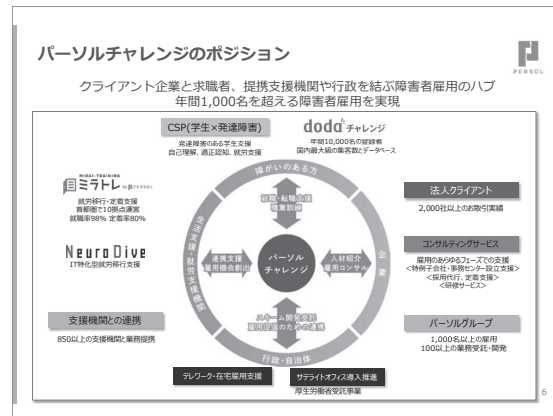 パーソルチャレンジのポジション
PERSOL
クライアント企業と求職者、提携支援機関や行政を結ぶ障害者雇用のハブ
年間1,000名を超える障害者雇用を実現
CSP(学生×発達障害)
発達障害のある学生支援
自己理解、適正認知、就労支援
dodaチャレンジ
年間10,000名の登録者
国内最大級の集客数とデータベース
MIRAI-TRAINING
ミラトレ by PERSOL
就労移行・定着支援
首都圏で10拠点運営
就職率98% 定着率80%
Neuro Dive
IT特化型就労移行支援
支援機関との連携
850以上の支援機関と業務提携
障がいのある方
就職・転職支援
職業訓練
生活支援・就労支援機関
連携支援
雇用機会創出
パーソル
チャレンジ
人材紹介
雇用コンサル
企業
スキーム開発受託
雇用促進のための連携
行政・自治体
法人クライアント
2,000社以上のお取引実績
コンサルティングサービス
雇用のあらゆるフェーズでの支援
<特例子会社・事務センター設立支援>
<採用代行、定着支援>
<研修サービス>
パーソルグループ
1,000名以上の雇用
100以上の業務受託・開発
テレワーク・在宅雇用支援
サテライトオフィス導入推進
厚生労働省受託事業
6